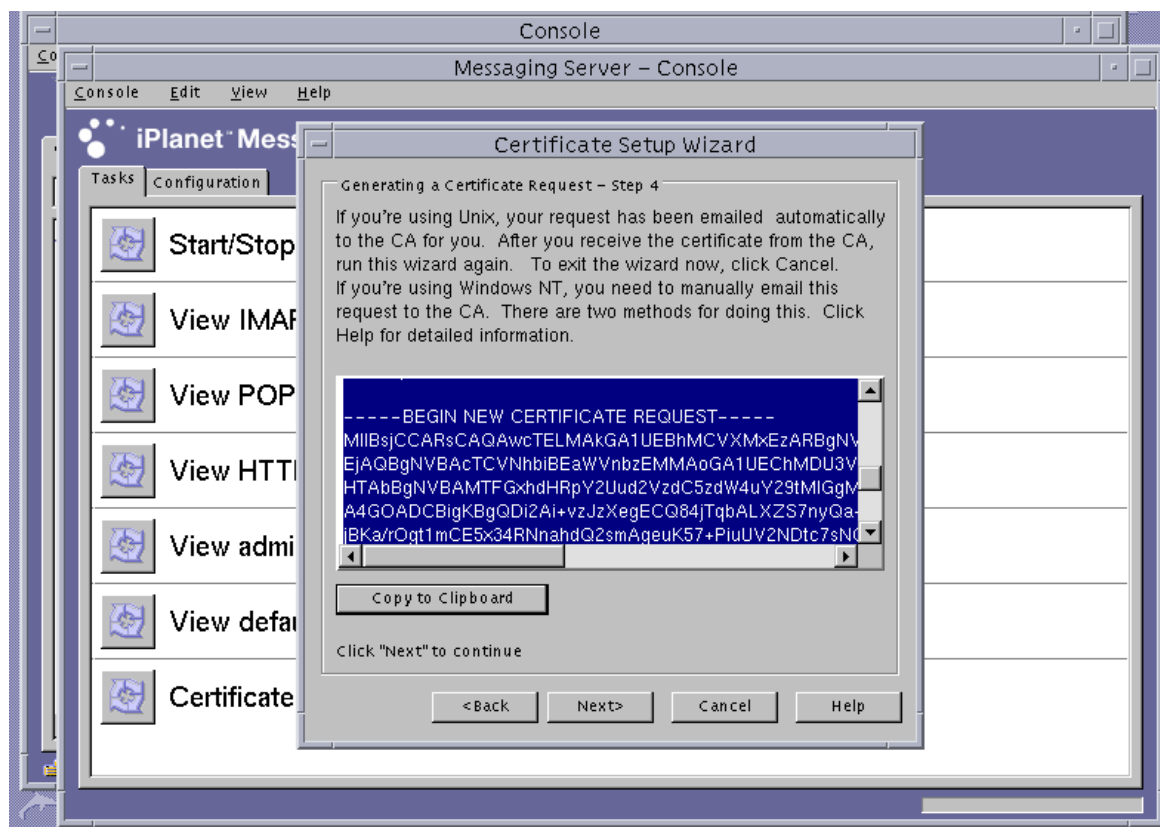 Console
Co
Messaging Server – Console
Console Edit View Help
iPlanet™ Mess
Certificate Setup Wizard
Tasks Configuration
Generating a Certificate Request – Step 4
If you're using Unix, your request has been emailed automatically
to the CA for you. After you receive the certificate from the CA,
run this wizard again. To exit the wizard now, click Cancel.
If you're using Windows NT, you need to manually email this
request to the CA. There are two methods for doing this. Click
Help for detailed information.
-----BEGIN NEW CERTIFICATE REQUEST-----
MIIBsjCCARsCAQAwcTELMAkGA1UEBhMCVXMxEzARBgNV
EjAQBgNVBAcTCVNhbiBEaWVnbzEMMAoGA1UEChMDU3V
HTAbBgNVBAMTFGxhdHRpY2Uud2VzdC5zdW4uY29tMIGgM
A4GOADCBigKBgQDi2Ai+vzJzXegECQ84jTqbALXZS7nyQa
jBKa/rOgt1mCE5x34RNnahdQ2smAgeuK57+PiuUV2NDtc7sN
Copy to Clipboard
Click "Next" to continue
<Back Next> Cancel Help
Start/Stop
View IMAP
View POP
View HTT
View admi
View defau
Certificate